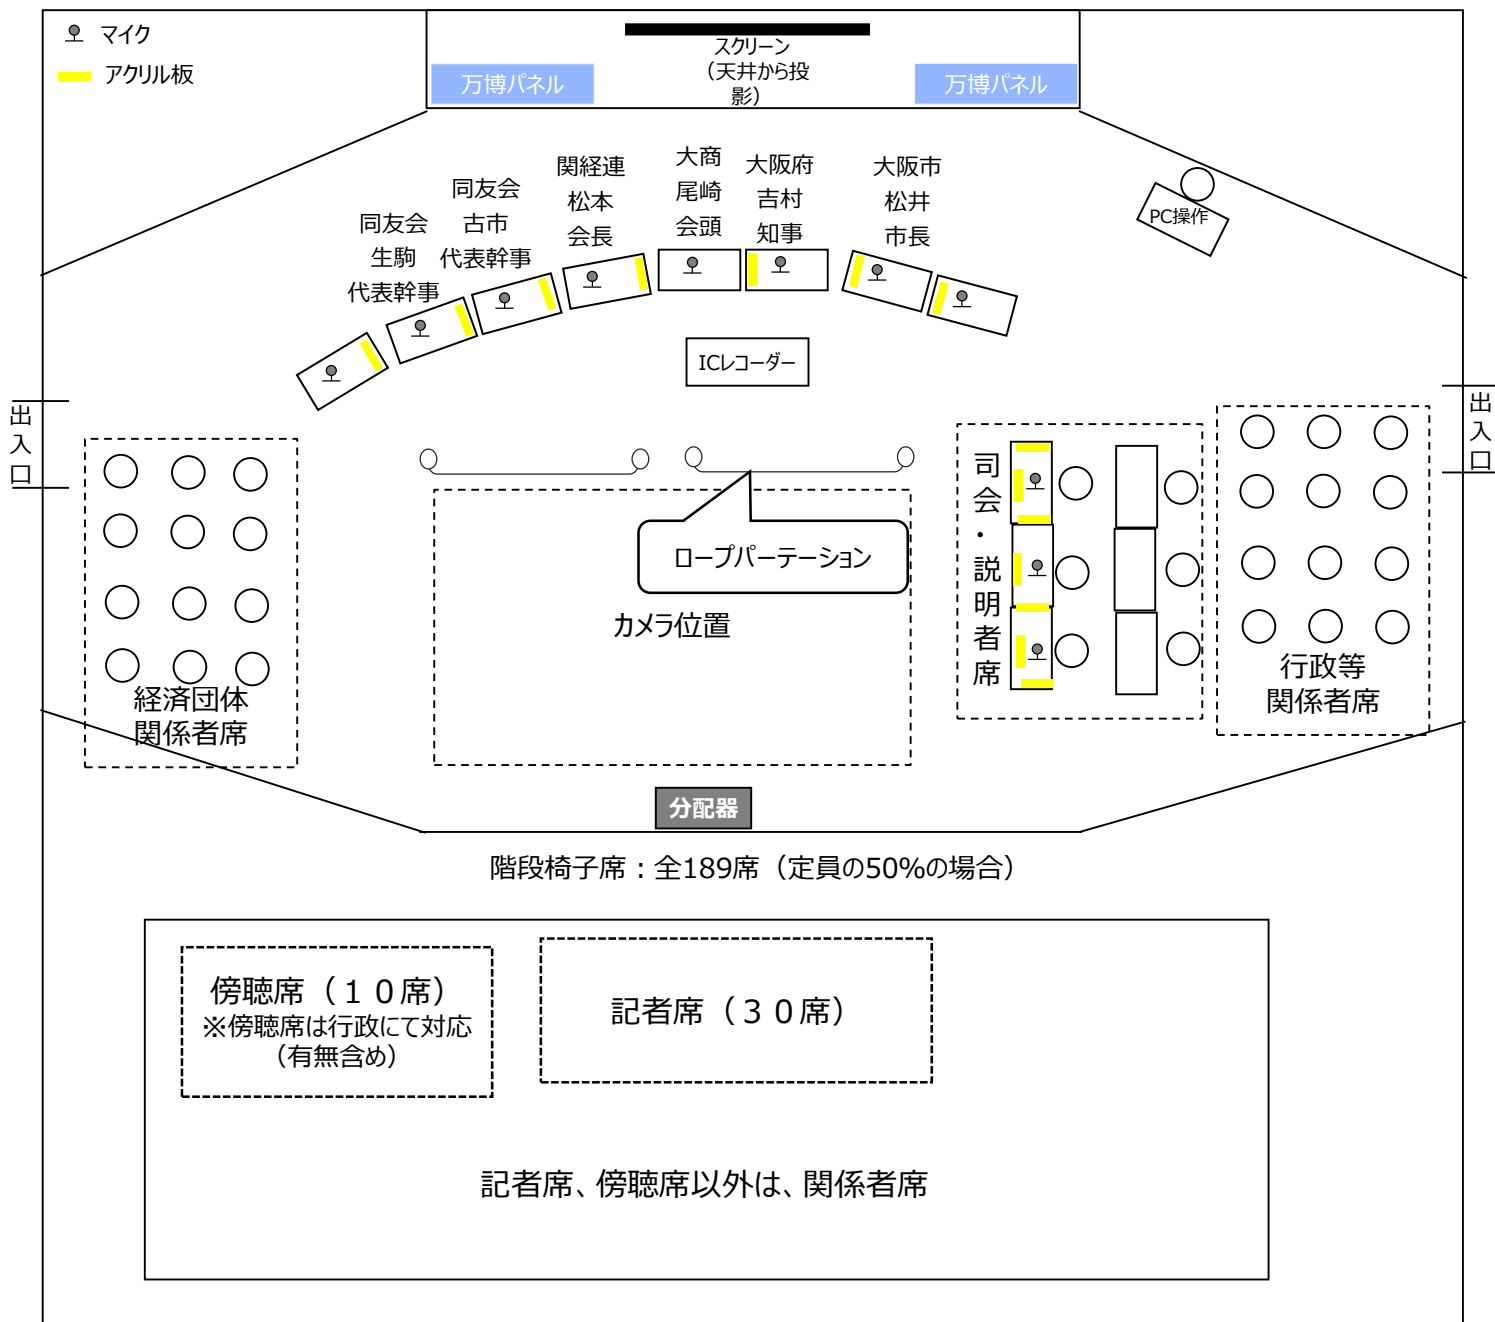 マイク
アクリル板
スクリーン
（天井から投
影）
万博パネル
万博パネル
同友会
生駒
代表幹事
同友会
古市
代表幹事
関経連
松本
会長
大商
尾崎
会頭
大阪府
吉村
知事
大阪市
松井
市長
PC操作
ICレコーダー
出入口
出入口
司会・説明者席
ロープパーテーション
カメラ位置
経済団体
関係者席
行政等
関係者席
分配器
階段椅子席：全189席（定員の50%の場合）
傍聴席（１０席）
※傍聴席は行政にて対応
（有無含め）
記者席（３０席）
記者席、傍聴席以外は、関係者席